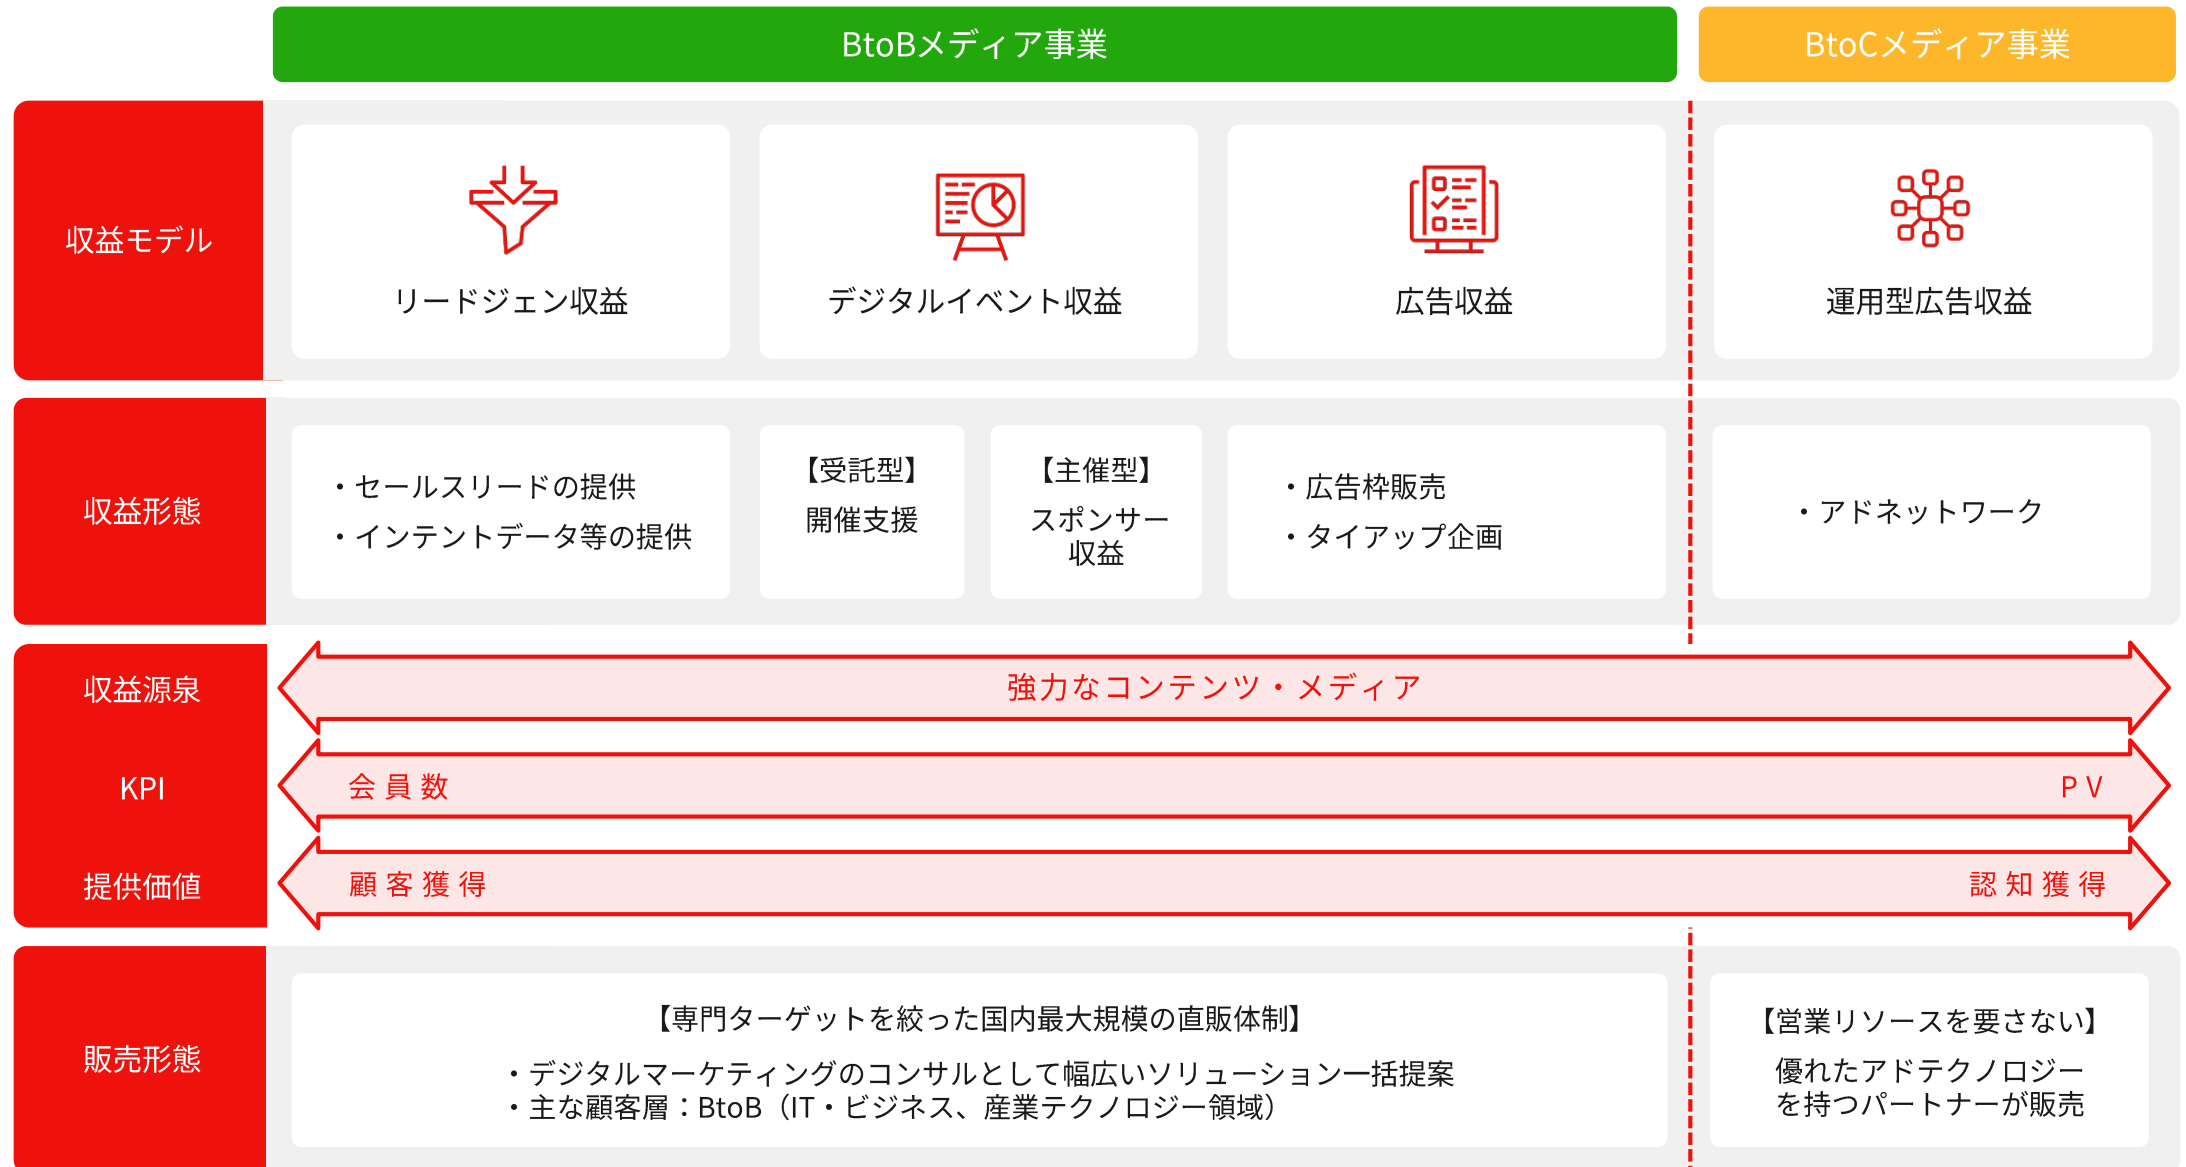 BtoBメディア事業
BtoCメディア事業
収益モデル
リードジェン収益
デジタルイベント収益
広告収益
運用型広告収益
収益形態
・セールスリードの提供
・インテントデータ等の提供
【受託型】
開催支援
【主催型】
スポンサー
収益
・広告枠販売
・タイアップ企画
・アドネットワーク
収益源泉
強力なコンテンツ・メディア
KPI
会員数
PV
提供価値
顧客獲得
認知獲得
販売形態
【専門ターゲットを絞った国内最大規模の直販体制】
・デジタルマーケティングのコンサルとして幅広いソリューション一括提案
・主な顧客層：BtoB（IT・ビジネス、産業テクノロジー領域）
【営業リソースを要さない】
優れたアドテクノロジー
を持つパートナーが販売